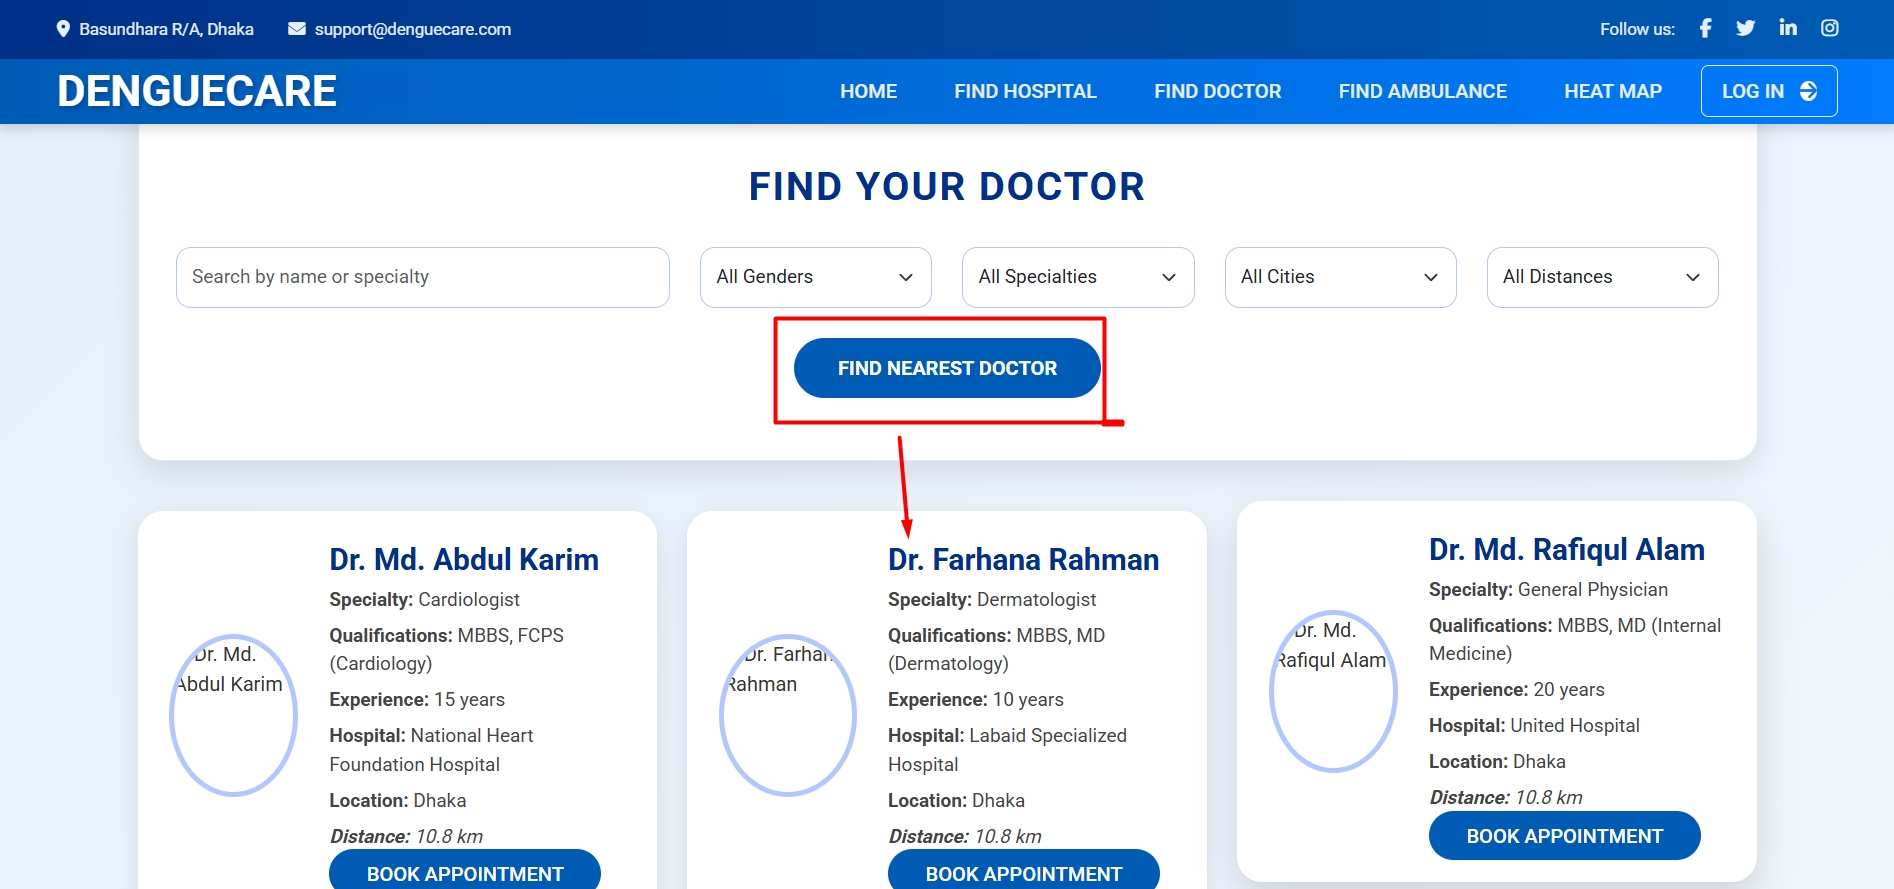 Basundhara R/A, Dhaka support@denguecare.com Follow us:
DENGUECARE HOME FIND HOSPITAL FIND DOCTOR FIND AMBULANCE HEAT MAP LOG IN
FIND YOUR DOCTOR
Search by name or specialty All Genders All Specialties All Cities All Distances
FIND NEAREST DOCTOR
Dr. Md.
Abdul Karim
Dr. Md. Abdul Karim
Specialty: Cardiologist
Qualifications: MBBS, FCPS
(Cardiology)
Experience: 15 years
Hospital: National Heart
Foundation Hospital
Location: Dhaka
Distance: 10.8 km
BOOK APPOINTMENT
Dr. Farhan
Rahman
Dr. Farhana Rahman
Specialty: Dermatologist
Qualifications: MBBS, MD
(Dermatology)
Experience: 10 years
Hospital: Labaid Specialized
Hospital
Location: Dhaka
Distance: 10.8 km
BOOK APPOINTMENT
Dr. Md.
Rafiqul Alam
Dr. Md. Rafiqul Alam
Specialty: General Physician
Qualifications: MBBS, MD (Internal
Medicine)
Experience: 20 years
Hospital: United Hospital
Location: Dhaka
Distance: 10.8 km
BOOK APPOINTMENT